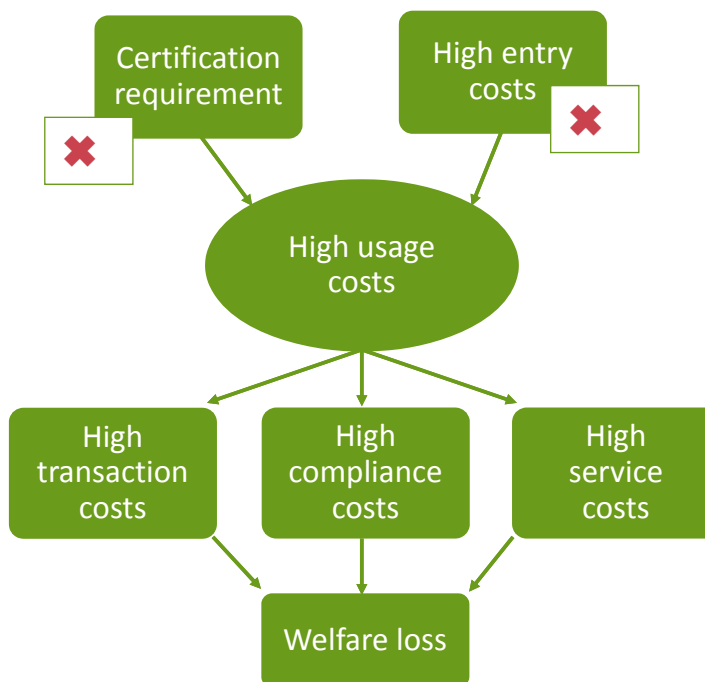 Certification
requirement
High entry
costs
High usage
costs
High
transaction
costs
High
compliance
costs
High
service
costs
Welfare loss